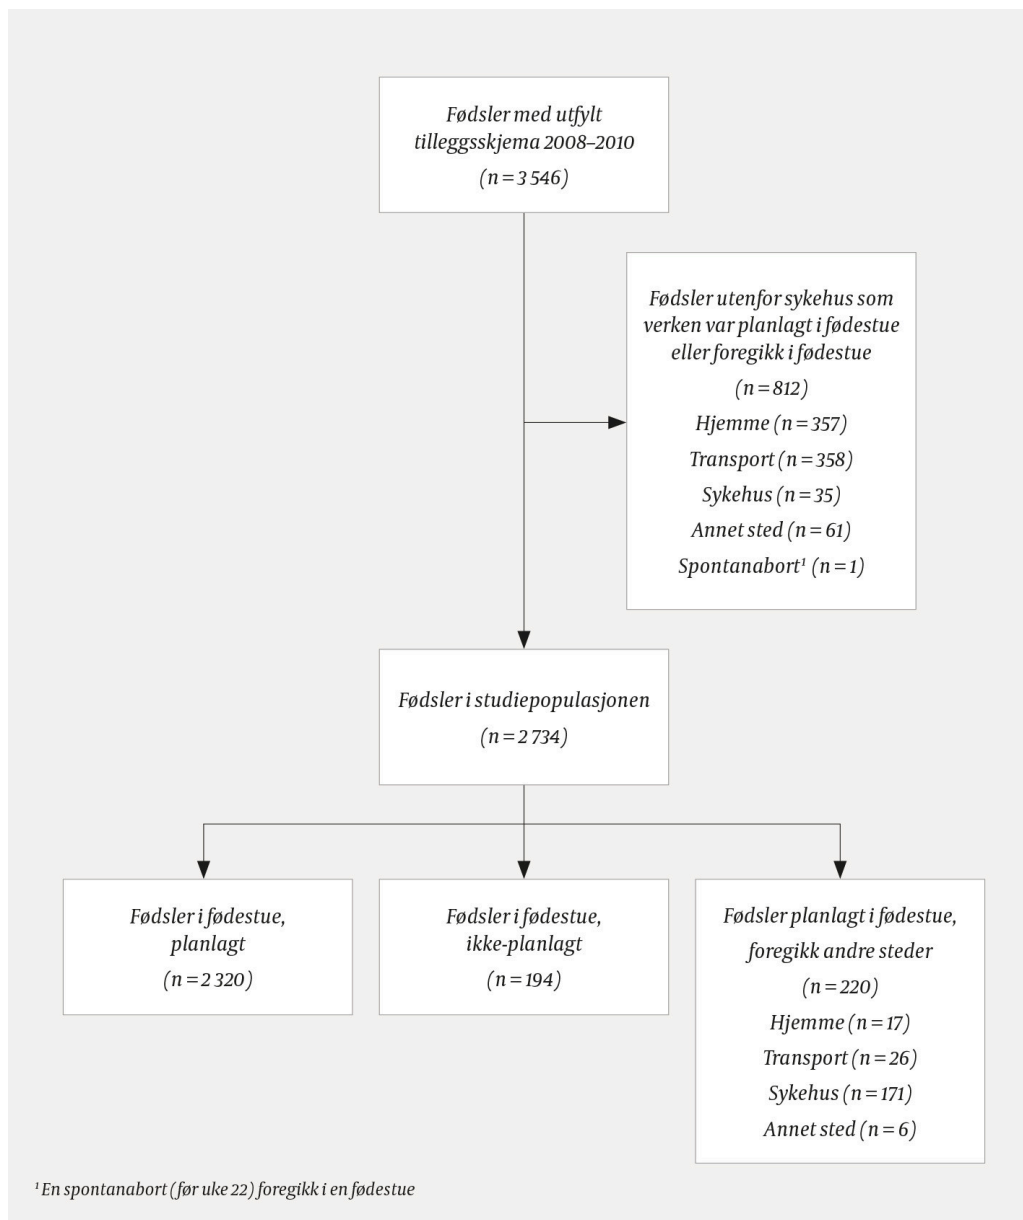 Fødsler med utfylt
tilleggsskjema 2008–2010
(n = 3 546)
Fødsler utenfor sykehus som
verken var planlagt i fødestue
eller foregikk i fødestue
(n = 812)
Hjemme (n = 357)
Transport (n = 358)
Sykehus (n = 35)
Annet sted (n = 61)
Spontanabort¹ (n = 1)
Fødsler i studiepopulasjonen
(n = 2 734)
Fødsler i fødestue,
planlagt
(n = 2 320)
Fødsler i fødestue,
ikke-planlagt
(n = 194)
Fødsler planlagt i fødestue,
foregikk andre steder
(n = 220)
Hjemme (n = 17)
Transport (n = 26)
Sykehus (n = 171)
Annet sted (n = 6)
¹ En spontanabort (før uke 22) foregikk i en fødestue